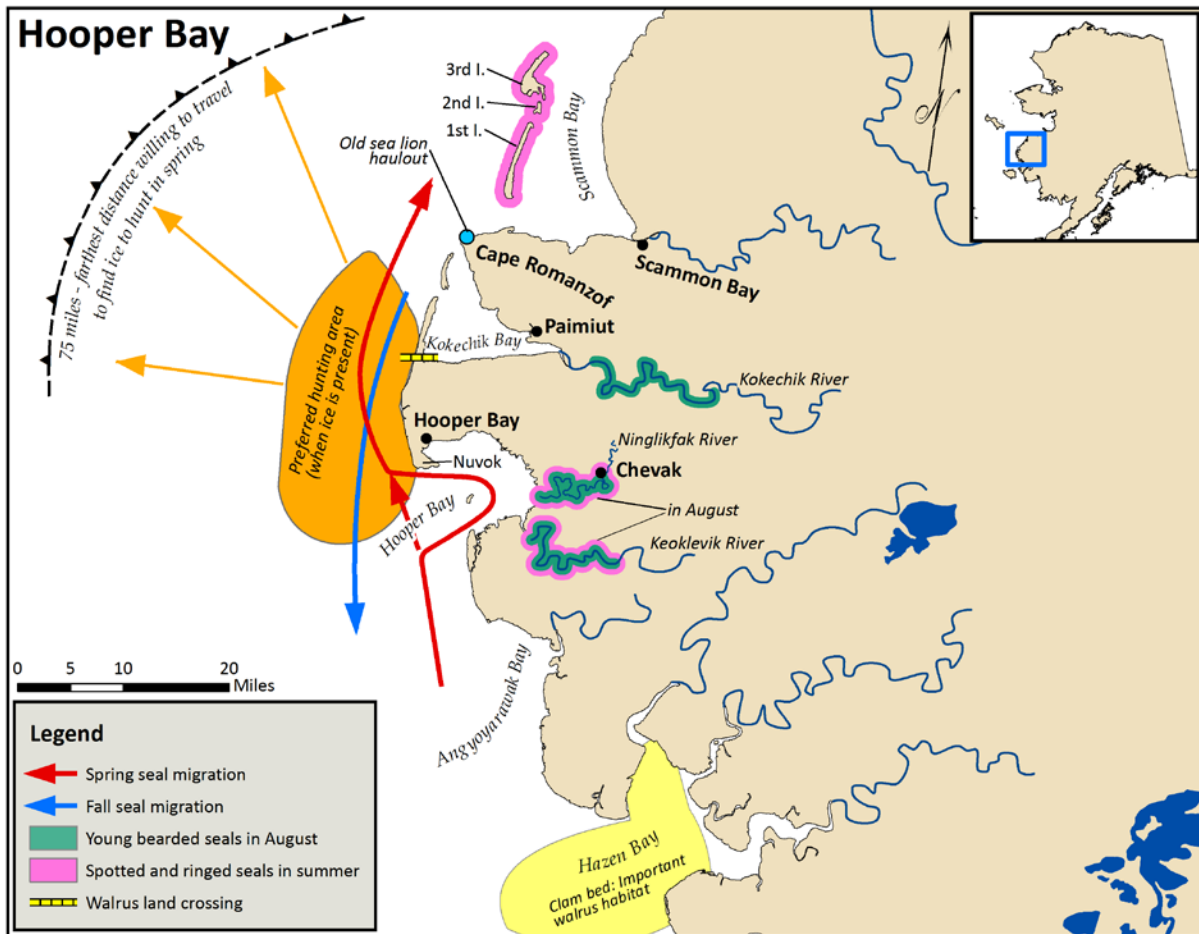 Hooper Bay
75 miles - farthest distance willing to travel
to find ice to hunt in spring
3rd I.
2nd I.
1st I.
Scammon Bay
N
Old sea lion
haulout
Cape Romanzof
Scammon Bay
Paimiut
Kokechik Bay
Kokechik River
Preferred hunting area
(when ice is present)
Hooper Bay
Nuvok
Ninglikfak River
Chevak
Hooper Bay
in August
Keoklevik River
Angyoyarawak Bay
0 5 10 20
Miles
Hazen Bay
Clam bed: Important
walrus habitat
Legend
Spring seal migration
Fall seal migration
Young bearded seals in August
Spotted and ringed seals in summer
Walrus land crossing